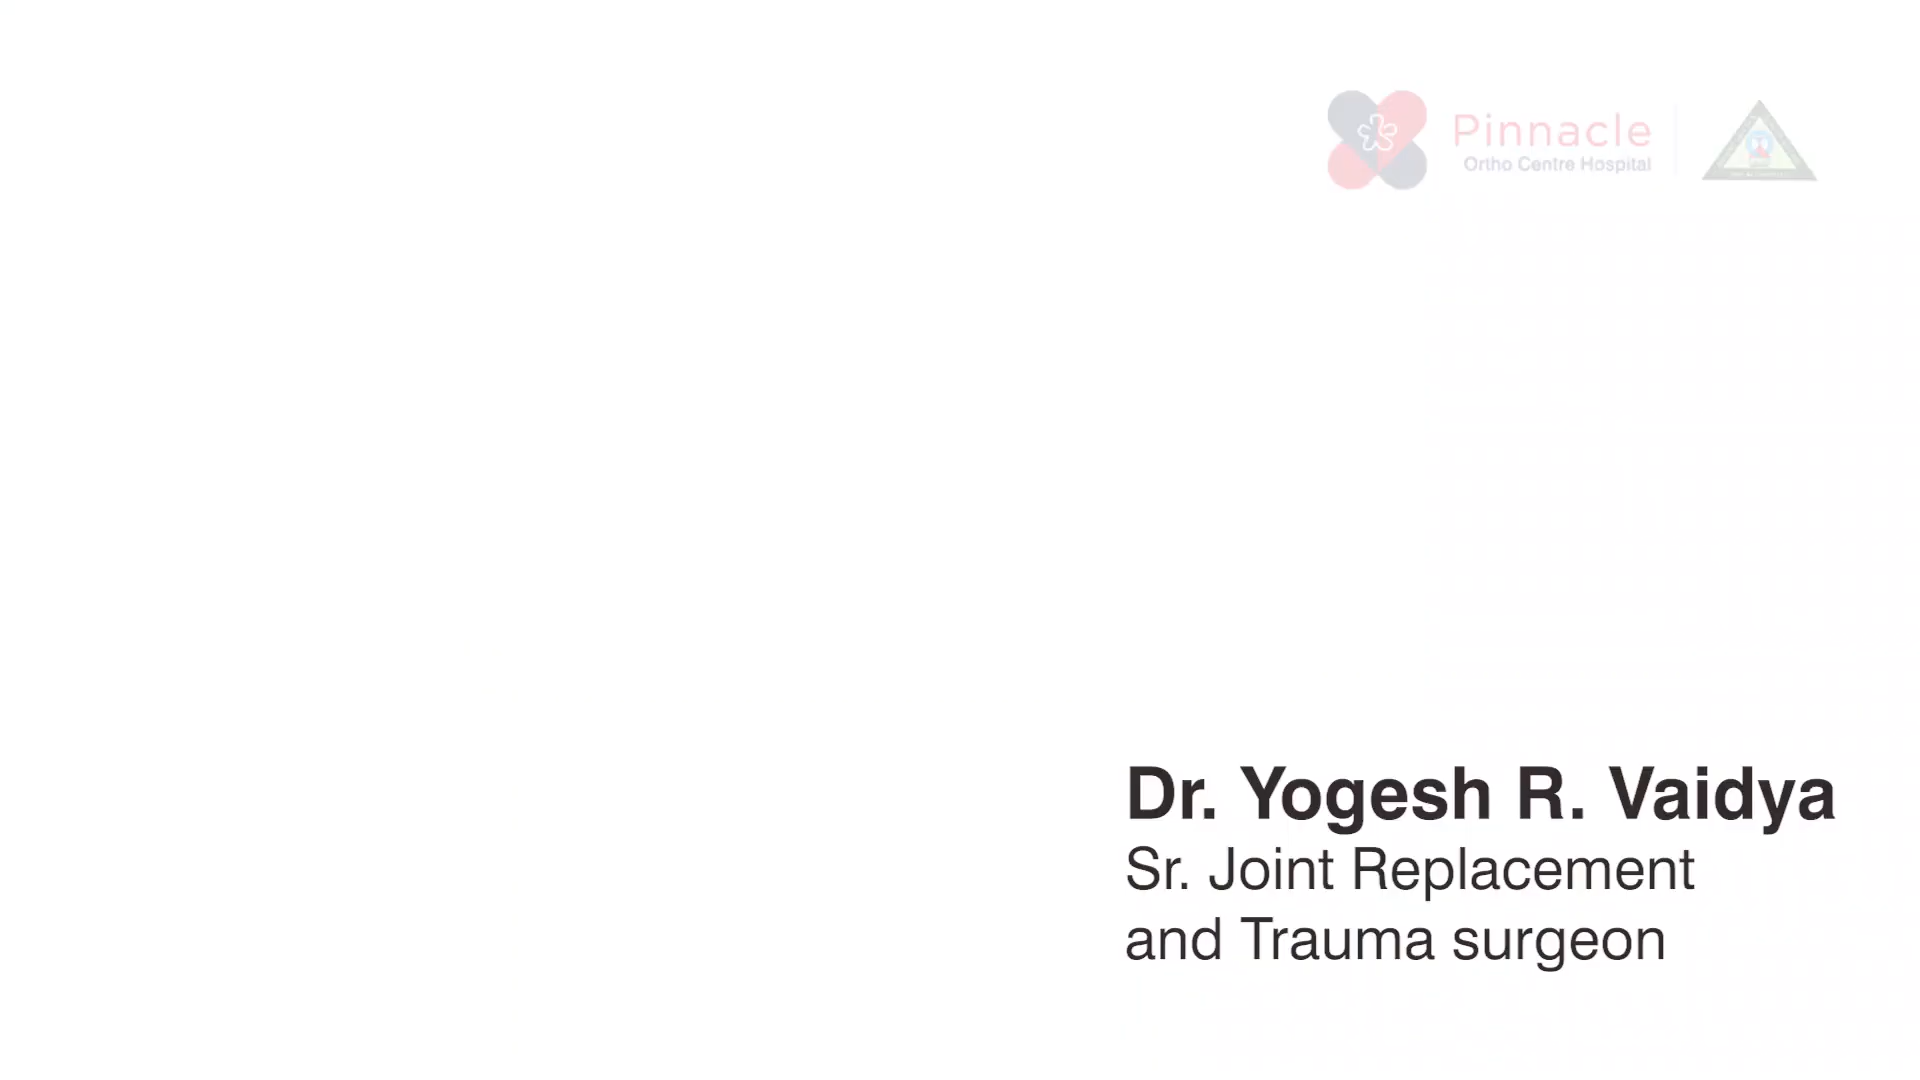 Pinnacle
Ortho Centre Hospital
Dr. Yogesh R. Vaidya
Sr. Joint Replacement
and Trauma surgeon